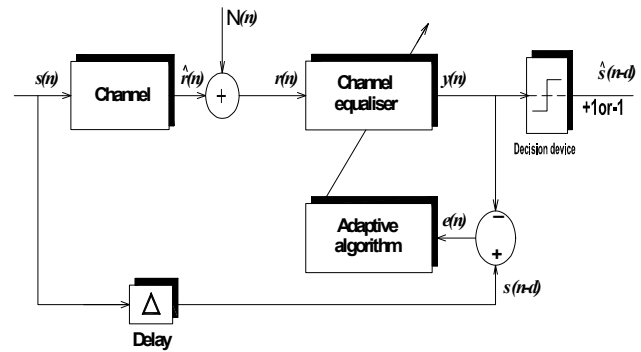 N(n)
s(n)
Channel
r̂(n)
+
r(n)
Channel
equaliser
y(n)
ŝ(n-d)
+1or-1
Decision device
Adaptive
algorithm
e(n)
−
+
s(n-d)
Δ
Delay